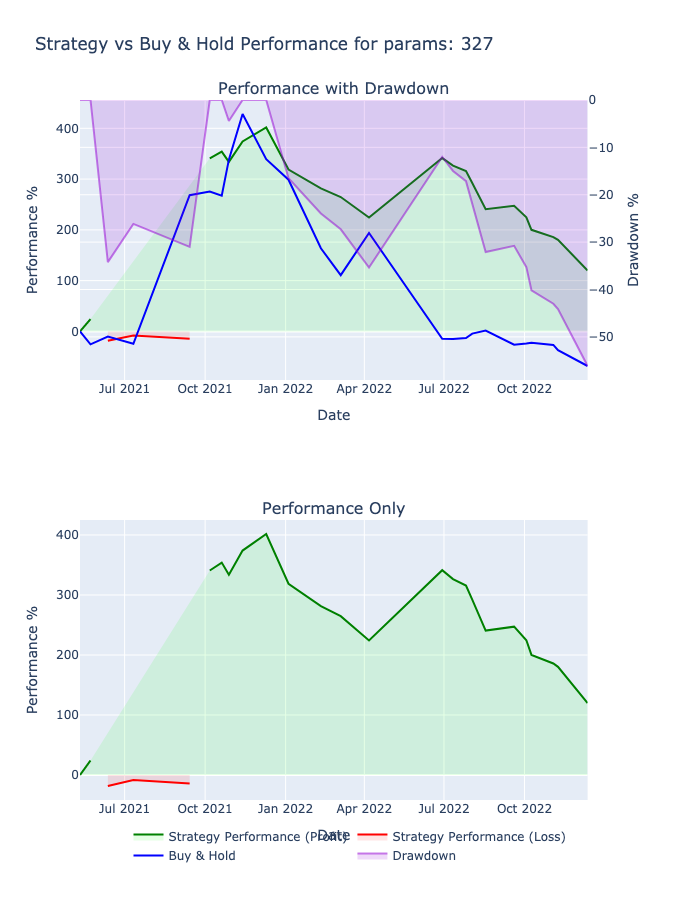 Strategy vs Buy & Hold Performance for params: 327
Performance with Drawdown
400
300
200
100
0
Performance %
0
−10
−20
−30
−40
−50
Drawdown %
Jul 2021 Oct 2021 Jan 2022 Apr 2022 Jul 2022 Oct 2022
Date
Performance Only
400
300
200
100
0
Performance %
Jul 2021 Oct 2021 Jan 2022 Apr 2022 Jul 2022 Oct 2022
Date
Strategy Performance (Profit) Strategy Performance (Loss)
Buy & Hold Drawdown